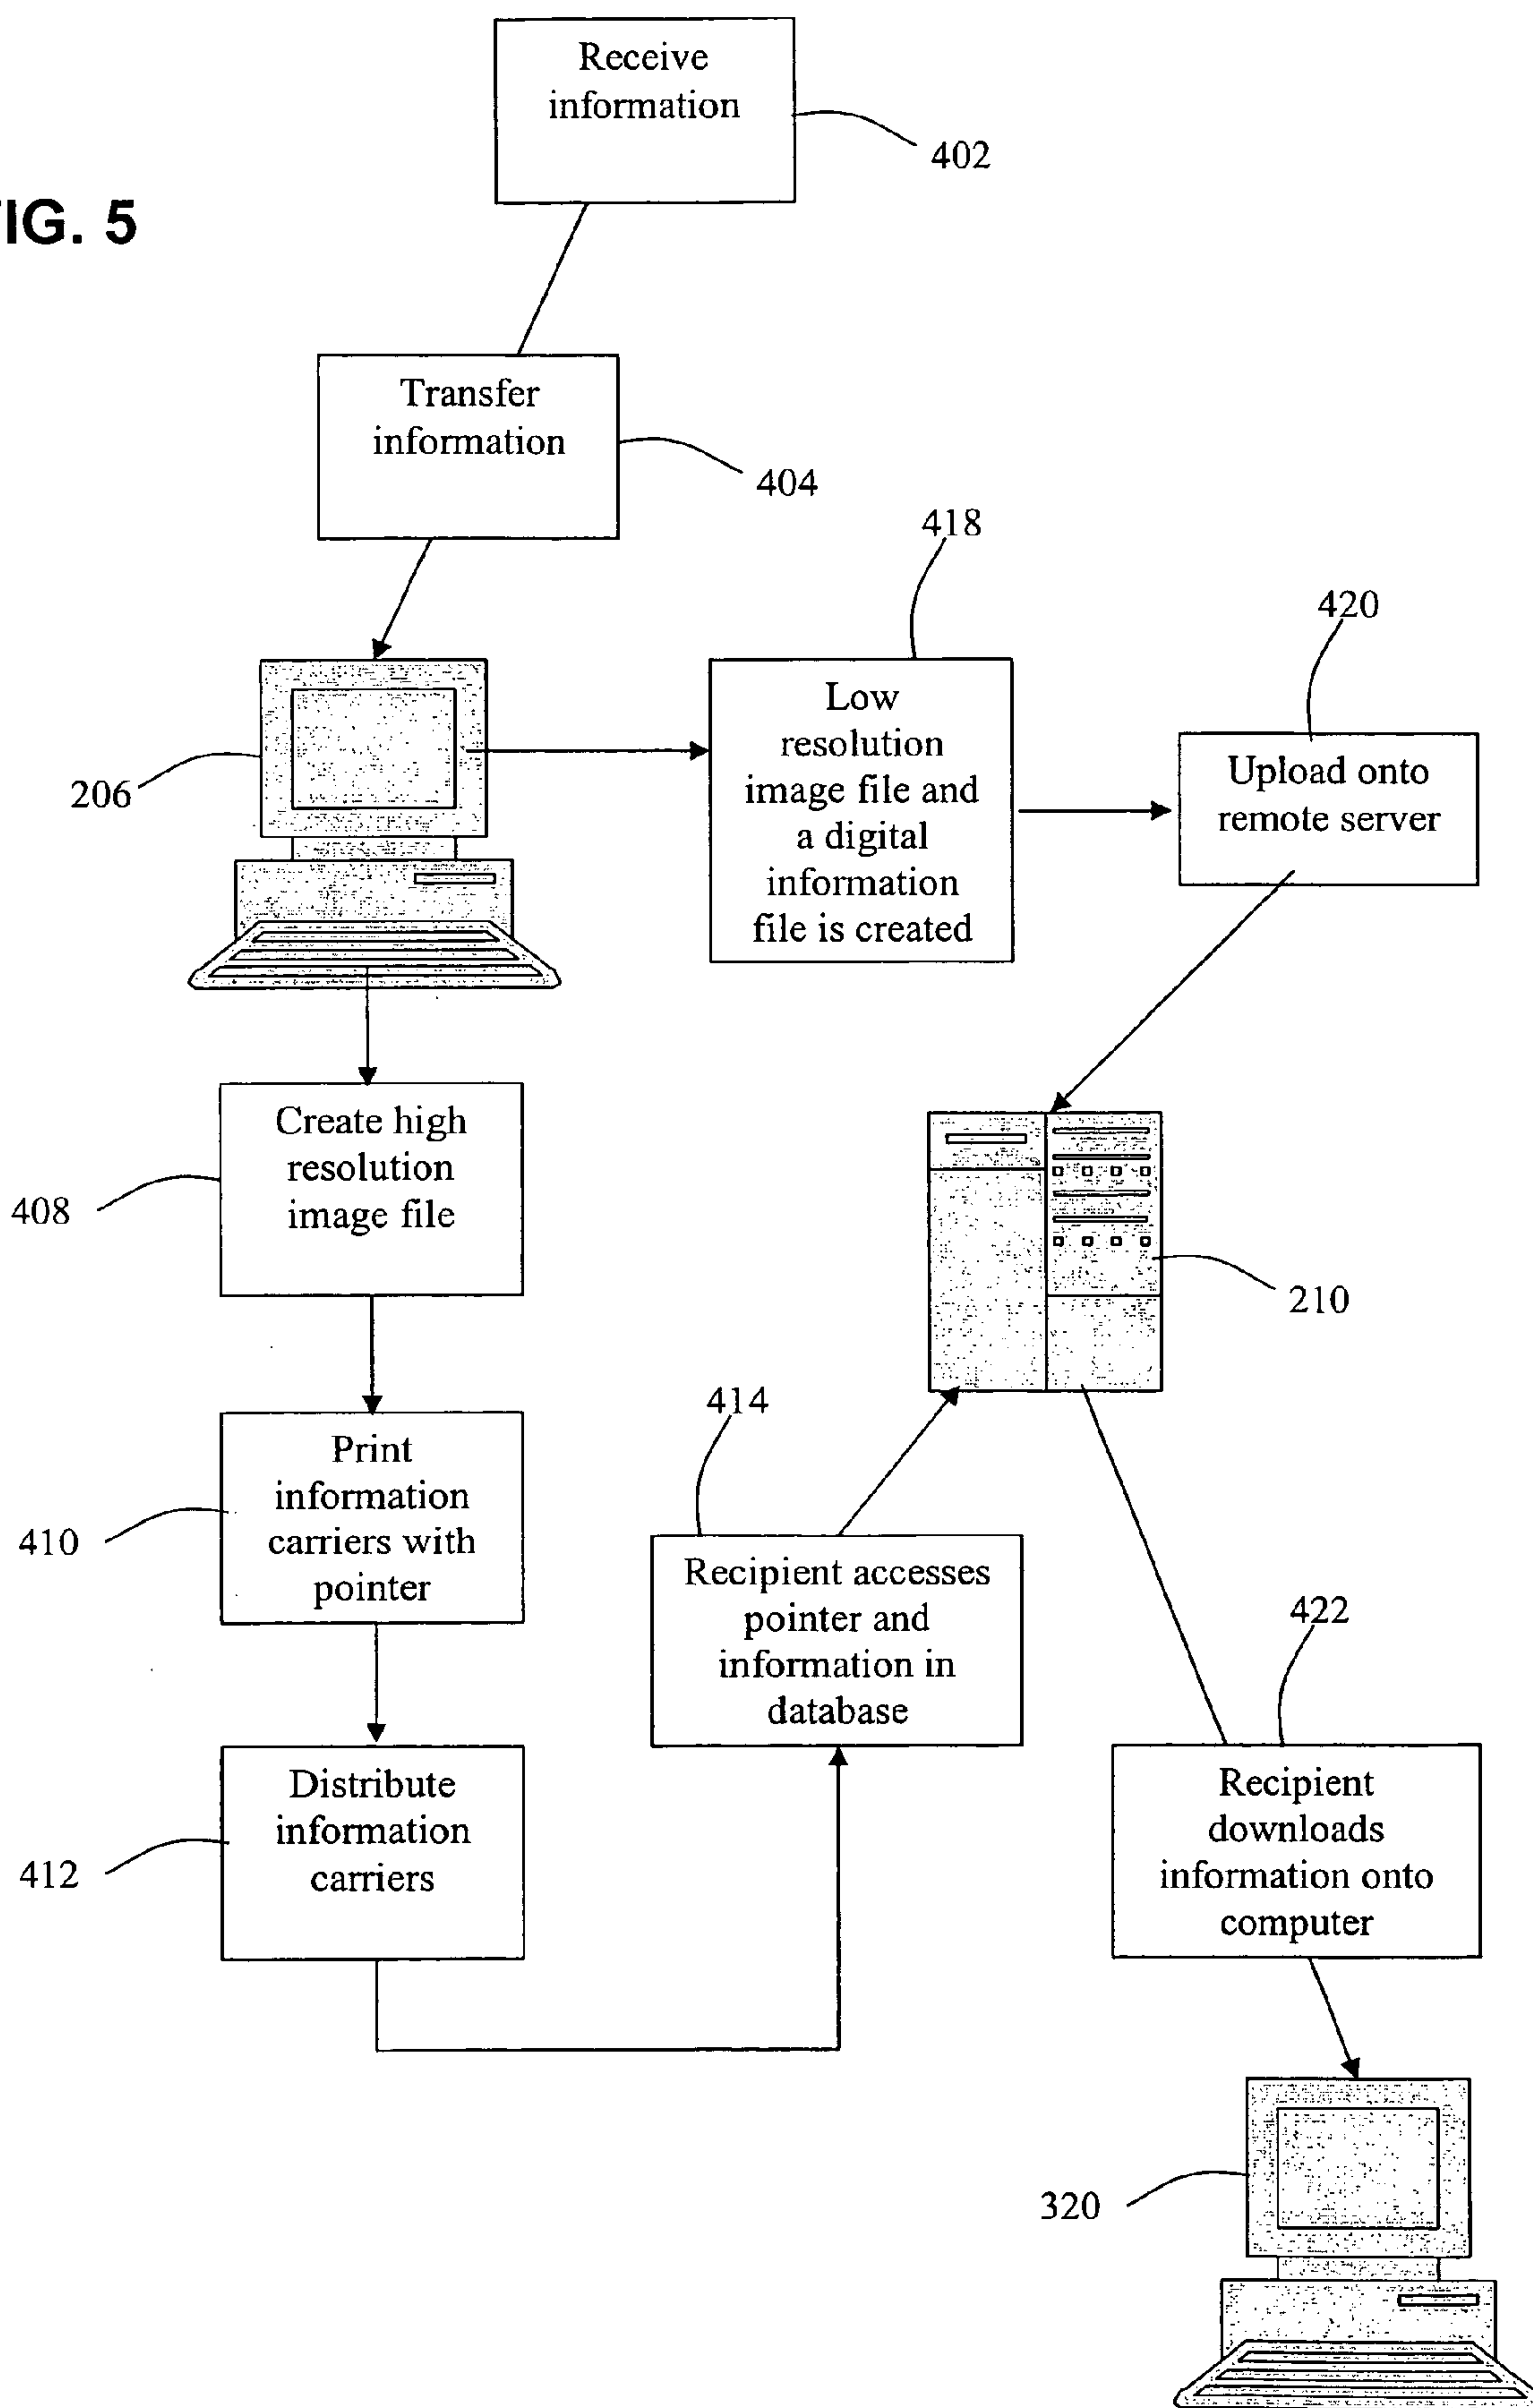 Receive
information
402
FIG. 5
Transfer
information
404
418
420
Low
resolution
image file and
a digital
information
file is created
Upload onto
remote server
206
Create high
resolution
image file
408
210
414
Print
information
carriers with
pointer
410
Recipient accesses
pointer and
information in
database
422
Distribute
information
carriers
412
Recipient
downloads
information onto
computer
320